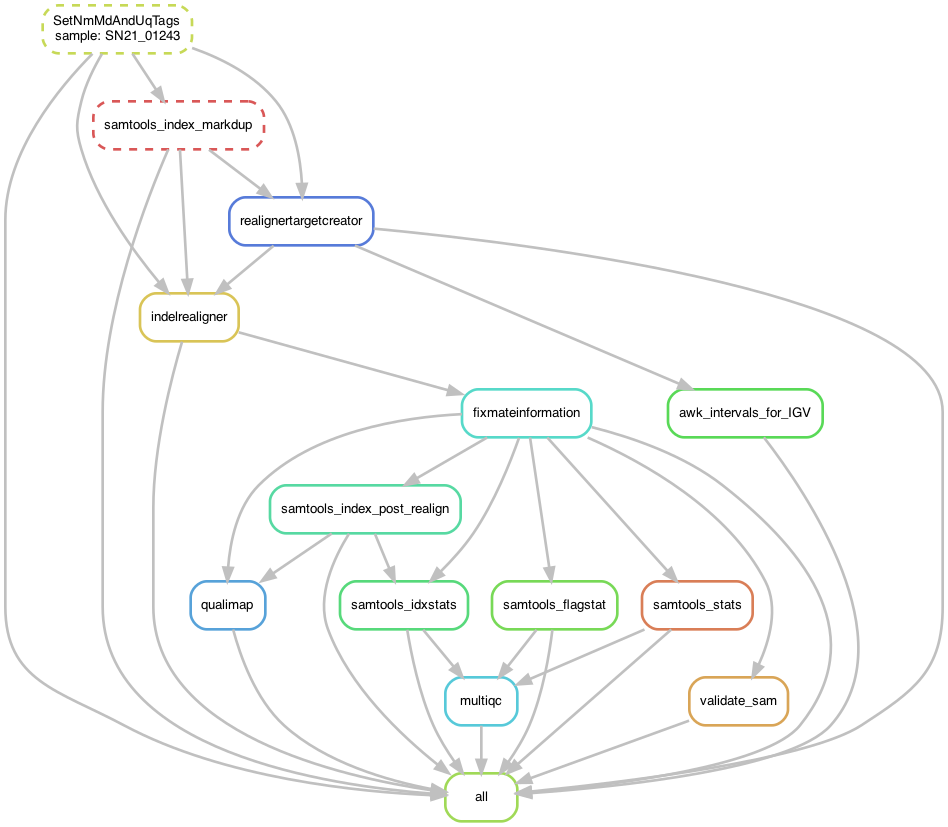 SetNmMdAndUqTags
sample: SN21_01243
samtools_index_markdup
realignertargetcreator
indelrealigner
fixmateinformation
awk_intervals_for_IGV
samtools_index_post_realign
qualimap
samtools_idxstats
samtools_flagstat
samtools_stats
multiqc
validate_sam
all